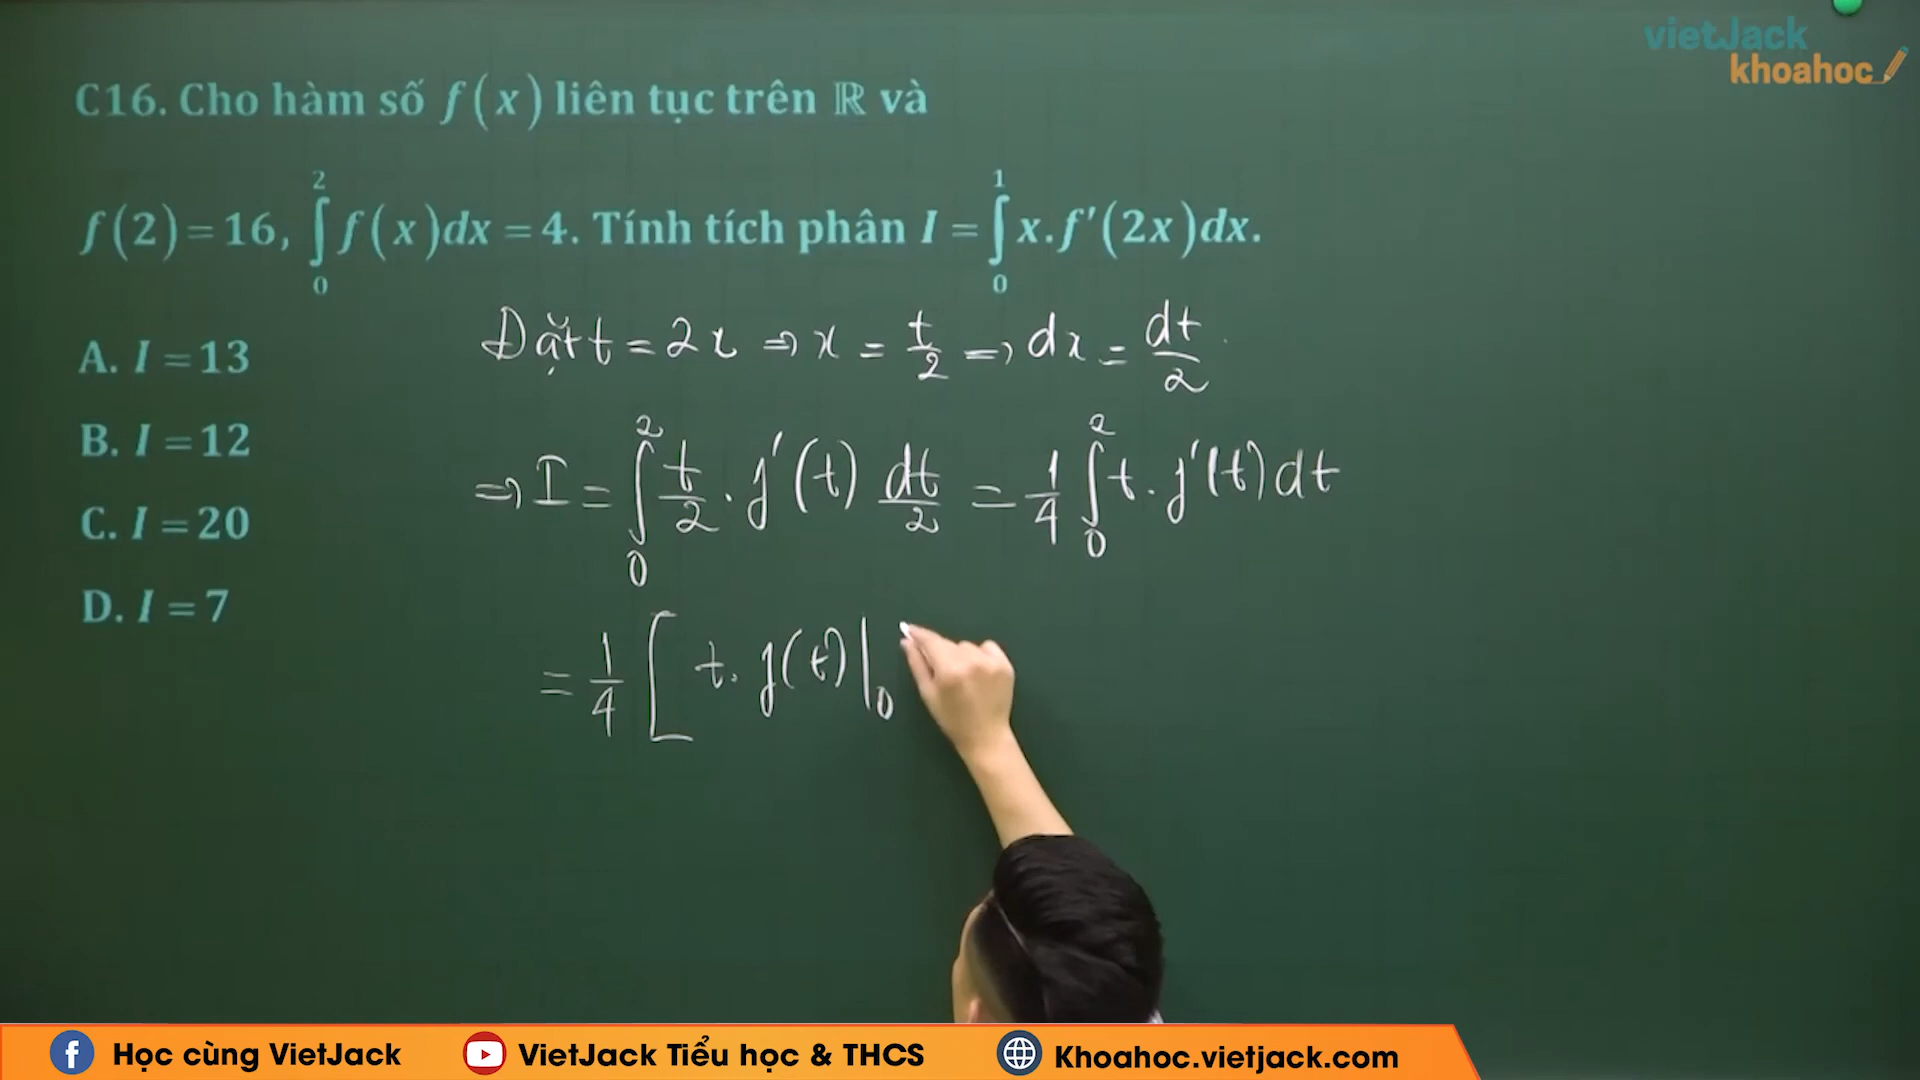 vietJack
khoahoc
C16. Cho hàm số f(x) liên tục trên ℝ và
f(2) = 16, ∫₀² f(x)dx = 4. Tính tích phân I = ∫₀¹ x.f'(2x)dx.
A. I = 13
B. I = 12
C. I = 20
D. I = 7
Đặt t = 2x ⇒ x = t/2 ⇒ dx = dt/2
⇒ I = ∫₀² t/2 . f'(t) dt/2 = 1/4 ∫₀² t . f'(t) dt
= 1/4 [ t. f(t) |₀
Học cùng VietJack
VietJack Tiểu học & THCS
Khoahoc.vietjack.com